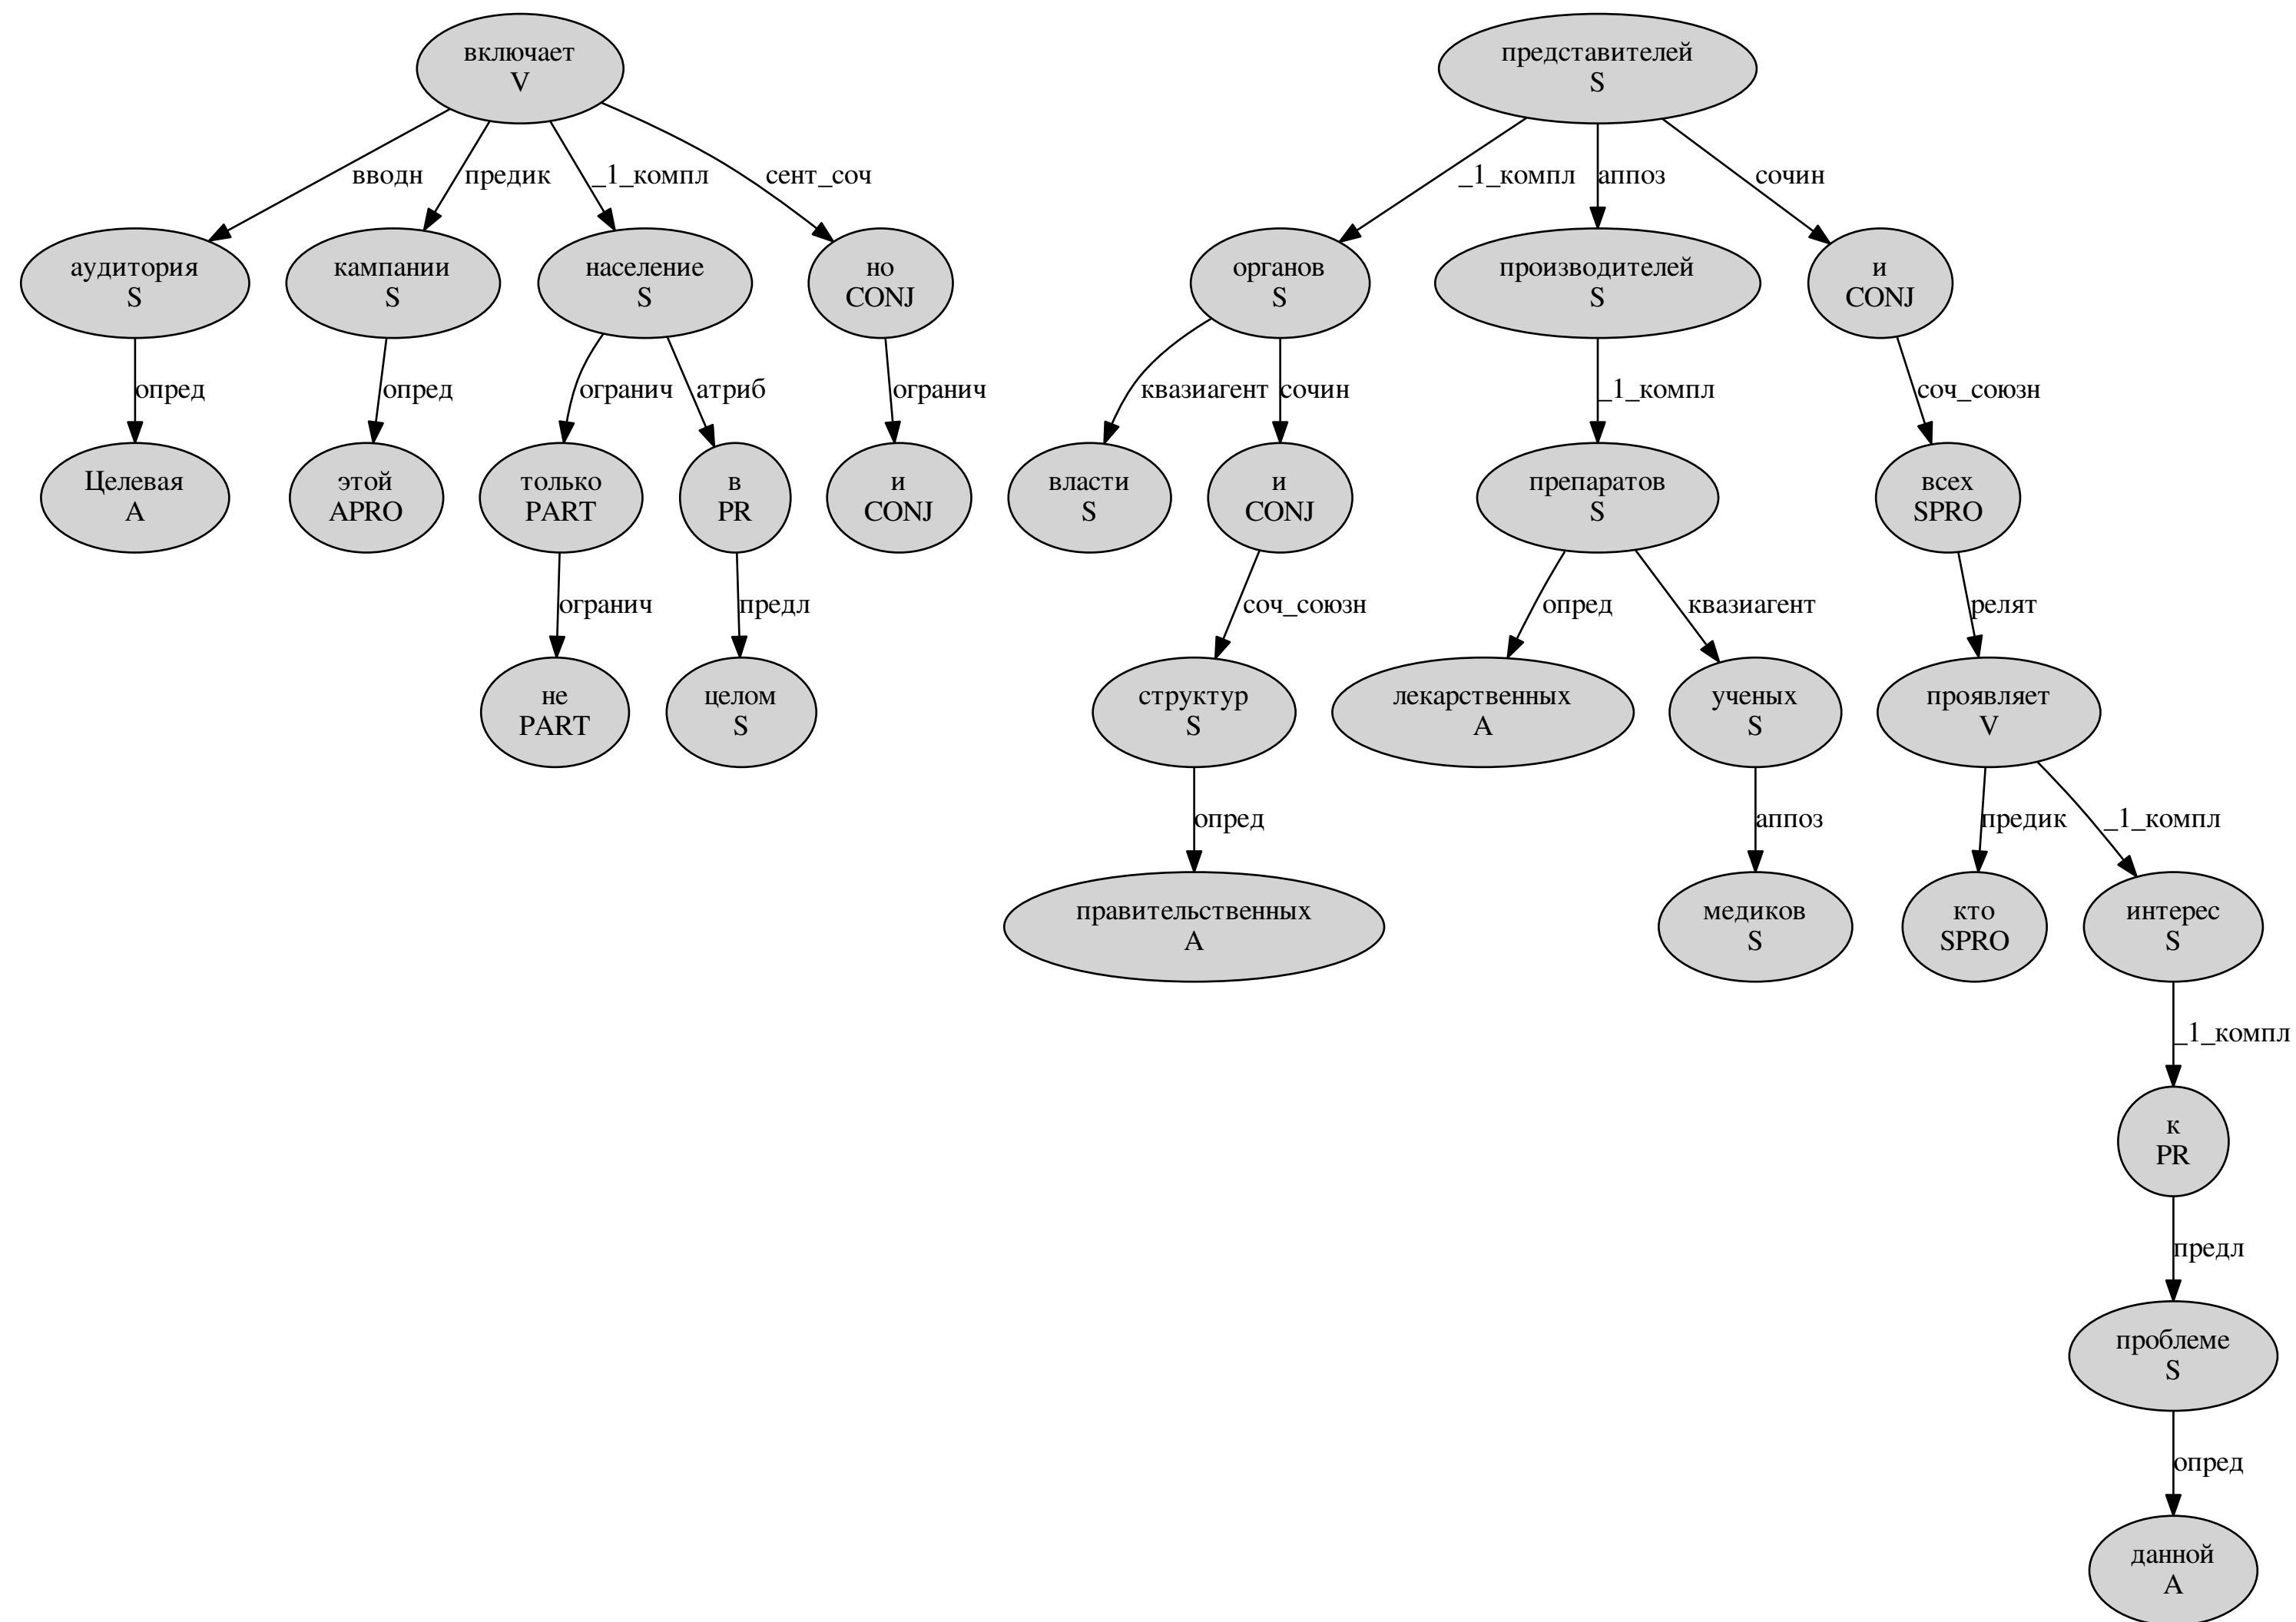 включает
V
представителей
S
вводн
предик
_1_компл
сент_соч
_1_компл
аппоз
сочин
аудитория
S
кампании
S
население
S
но
CONJ
органов
S
производителей
S
и
CONJ
опред
опред
огранич
атриб
огранич
квазиагент
сочин
_1_компл
соч_союзн
Целевая
A
этой
APRO
только
PART
в
PR
и
CONJ
власти
S
и
CONJ
препаратов
S
всех
SPRO
огранич
предл
соч_союзн
опред
квазиагент
релят
не
PART
целом
S
структур
S
лекарственных
A
ученых
S
проявляет
V
опред
аппоз
предик
_1_компл
правительственных
A
медиков
S
кто
SPRO
интерес
S
_1_компл
к
PR
предл
проблеме
S
опред
данной
A